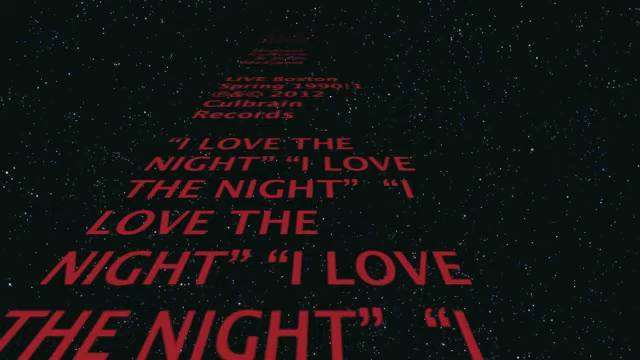 LIVE Boston
Spring 1990!1
℗&© 2012
Culbrain
Records
“I LOVE THE
NIGHT” “I LOVE
THE NIGHT” “I
LOVE THE
NIGHT” “I LOVE
THE NIGHT” “I